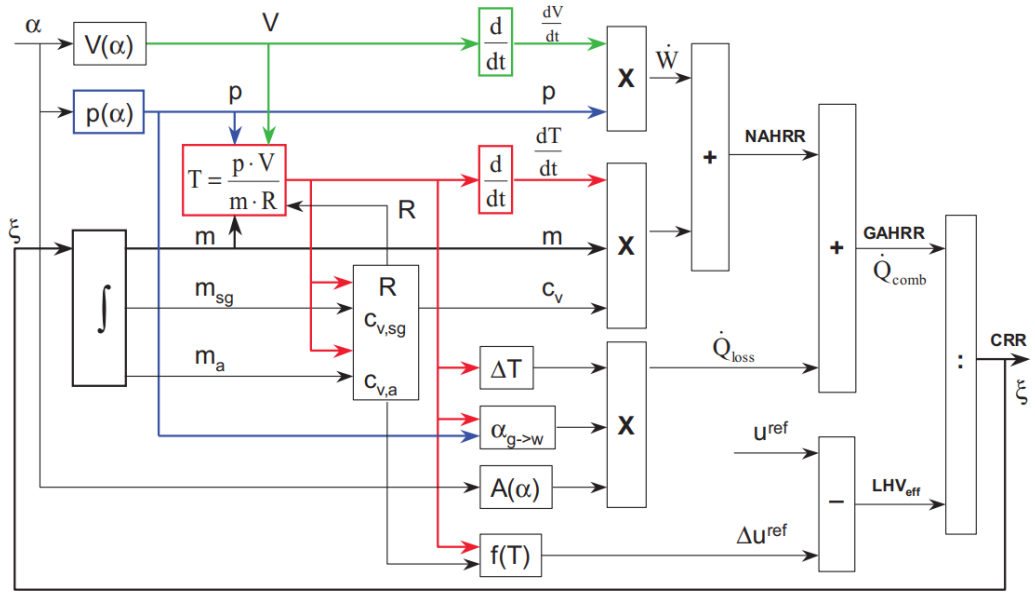 α
V(α)
V
d
dt
dV
dt
X
Ẇ
p(α)
p
p
T = p · V
m · R
d
dt
dT
dt
+
NAHRR
R
ξ
m
m
X
+
GAHRR
Q̇comb
∫
msg
R
cv,sg
cv
ma
cv,a
ΔT
Q̇loss
:
CRR
ξ
αg->w
X
uref
A(α)
−
LHVeff
f(T)
Δuref